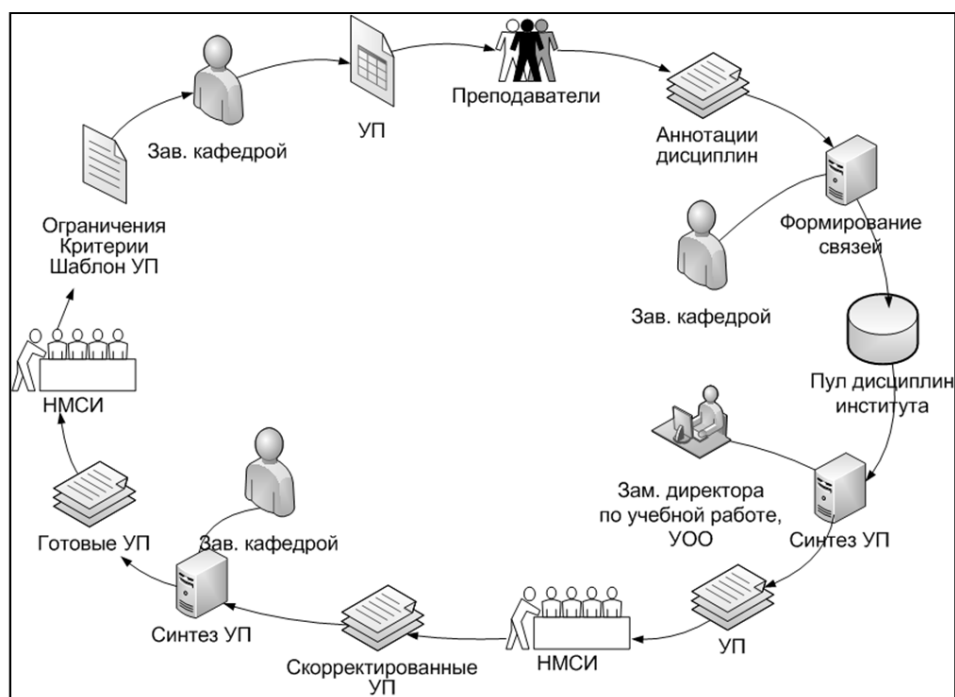 Зав. кафедрой
УП
Преподаватели
Аннотации
дисциплин
Формирование
связей
Зав. кафедрой
Пул дисциплин
института
Зам. директора
по учебной работе,
УОО
Синтез УП
УП
НМСИ
Скорректированные
УП
Синтез УП
Зав. кафедрой
Готовые УП
НМСИ
Ограничения
Критерии
Шаблон УП